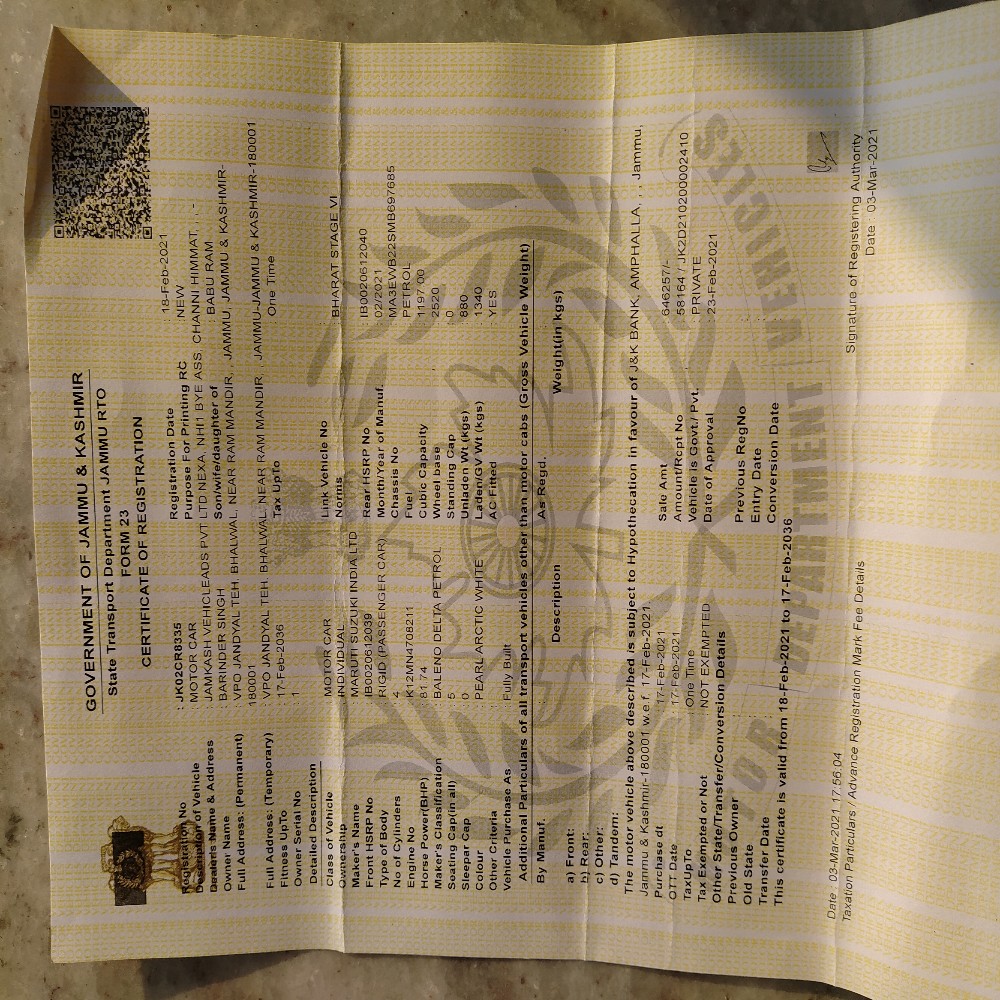 GOVERNMENT OF JAMMU & KASHMIR
State Transport Department JAMMU RTO
FORM 23
CERTIFICATE OF REGISTRATION
Registration No : JK02CR8335 Registration Date : 18-Feb-2021
Description of Vehicle : MOTOR CAR Purpose For Printing RC : NEW
Dealer's Name & Address : JAMKASH VEHICLEADS PVT LTD NEXA, NH1 BYE ASS, CHANNI HIMMAT, , , -
Owner Name : BARINDER SINGH Son/wife/daughter of : BABU RAM
Full Address: (Permanent) : VPO JANDYAL TEH. BHALWAL, NEAR RAM MANDIR, , JAMMU, JAMMU & KASHMIR-
180001
Full Address: (Temporary) : VPO JANDYAL TEH. BHALWAL, NEAR RAM MANDIR, , JAMMU-JAMMU & KASHMIR-180001
Fitness UpTo : 17-Feb-2036 Tax UpTo : One Time
Owner Serial No : 1
Detailed Description
Class of Vehicle : MOTOR CAR Link Vehicle No :
Ownership : INDIVIDUAL Norms : BHARAT STAGE VI
Maker's Name : MARUTI SUZUKI INDIA LTD
Front HSRP No : IB0020612039 Rear HSRP No : IB0020612040
Type of Body : RIGID (PASSENGER CAR) Month/Year of Manuf. : 02/2021
No of Cylinders : 4 Chassis No : MA3EWB22SMB697685
Engine No : K12MN4708211 Fuel : PETROL
Horse Power(BHP) : 81.74 Cubic Capacity : 1197.00
Maker's Classification : BALENO DELTA PETROL Wheel base : 2520
Seating Cap(in all) : 5 Standing Cap : 0
Sleepar Cap : 0 Unladen Wt (kgs) : 880
Colour : PEARL ARCTIC WHITE Laden/GV Wt (kgs) : 1340
Other Criteria : AC Fitted : YES
Vehicle Purchase As : Fully Built
Additional Particulars of all transport vehicles other than motor cabs (Gross Vehicle Weight)
By Manuf. As Regd.
Description Weight(in kgs)
a) Front:
b) Rear:
c) Other:
d) Tandem:
The motor vehicle above described is subject to Hypothecation in favour of J&K BANK, AMPHALLA, , , Jammu,
Jammu & Kashmir-180001 w.e.f. 17-Feb-2021.
Purchase dt : 17-Feb-2021 Sale Amt : 646257/-
OTT Date : 17-Feb-2021 Amount/Rcpt No : 58164 / JK2D210200002410
TaxUpTo : One Time Vehicle is Govt./ Pvt. : PRIVATE
Tax Exempted or Not : NOT EXEMPTED Date of Approval : 23-Feb-2021
Other State/Transfer/Conversion Details
Previous Owner Previous RegNo
Old State Entry Date
Transfer Date Conversion Date
This certificate is valid from 18-Feb-2021 to 17-Feb-2036
Signature of Registering Authority
Date : 03-Mar-2021 17:56:04 Date : 03-Mar-2021
Taxation Particulars / Advance Registration Mark Fee Details